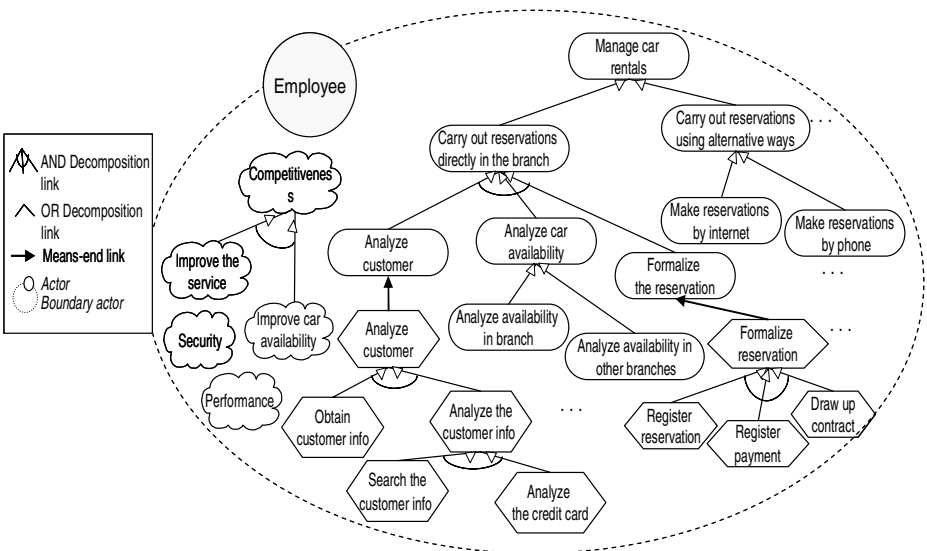 Manage car
rentals
Employee
Carry out reservations
directly in the branch
Carry out reservations
using alternative ways
. . .
AND Decomposition
link
OR Decomposition
link
Means-end link
Actor
Boundary actor
Competitivenes
s
Improve the
service
Improve car
availability
Security
Performance
Analyze
customer
Analyze car
availability
Make reservations
by internet
Make reservations
by phone
. . .
Formalize
the reservation
Analyze
customer
Analyze availability
in branch
Analyze availability in
other branches
Formalize
reservation
. . .
Obtain
customer info
Analyze the
customer info
. . .
Register
reservation
Register
payment
Draw up
contract
Search the
customer info
Analyze
the credit card